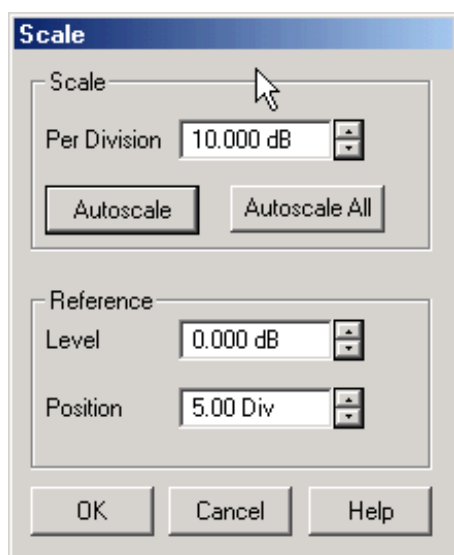 Scale
Scale
Per Division 10.000 dB
Autoscale Autoscale All
Reference
Level 0.000 dB
Position 5.00 Div
OK Cancel Help